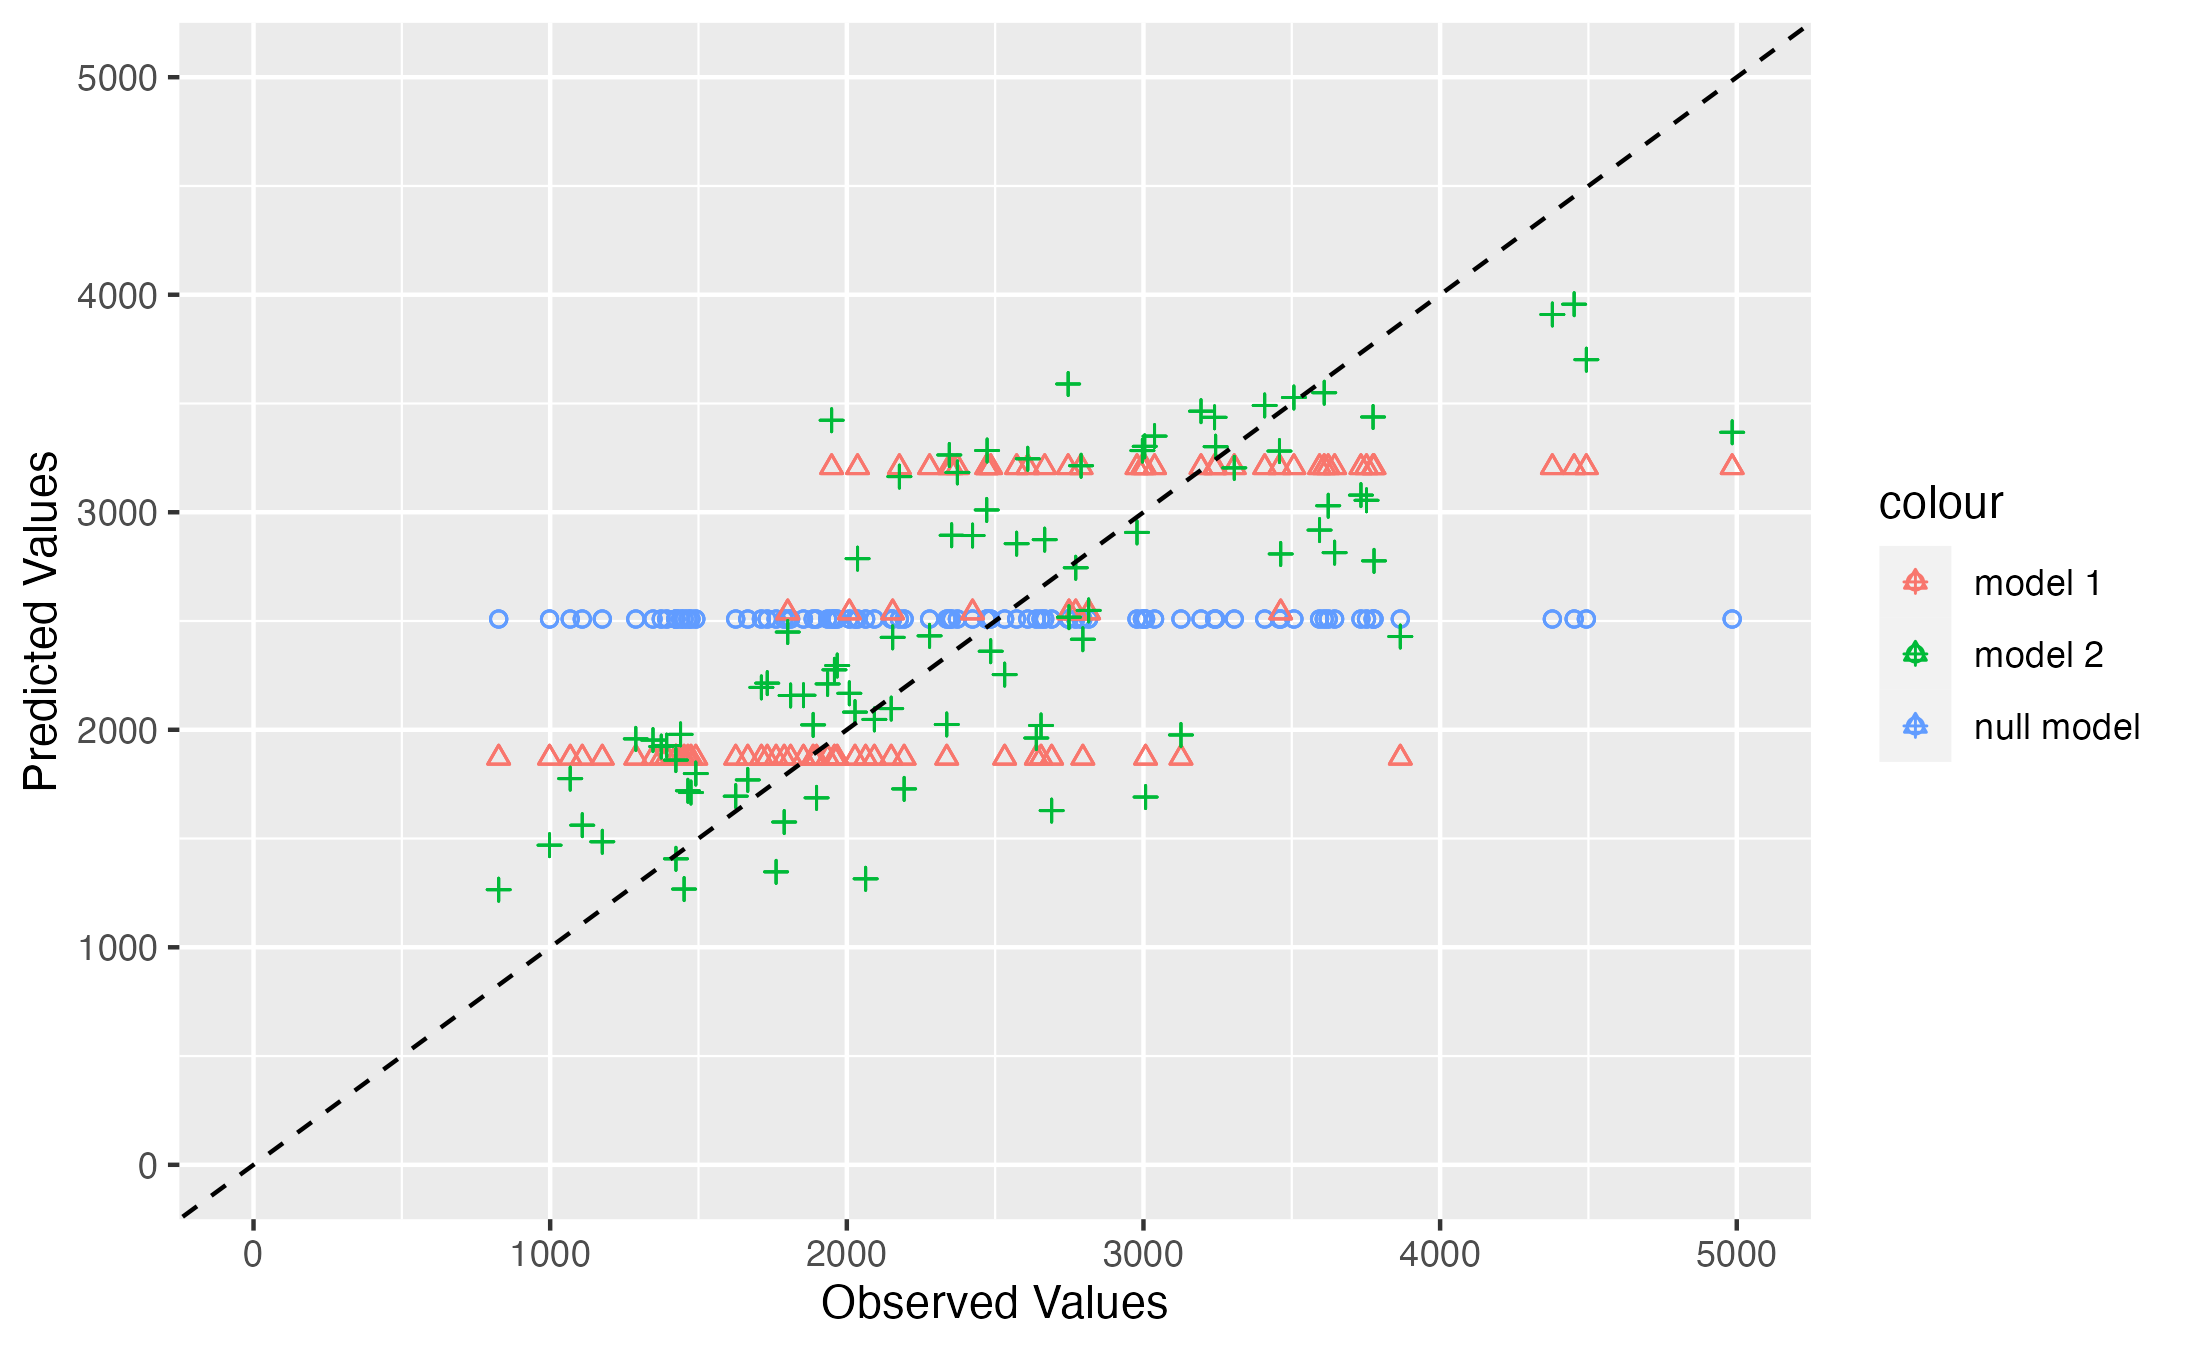 5000
4000
3000
2000
1000
0
Predicted Values
0 1000 2000 3000 4000 5000
Observed Values
colour
model 1
model 2
null model